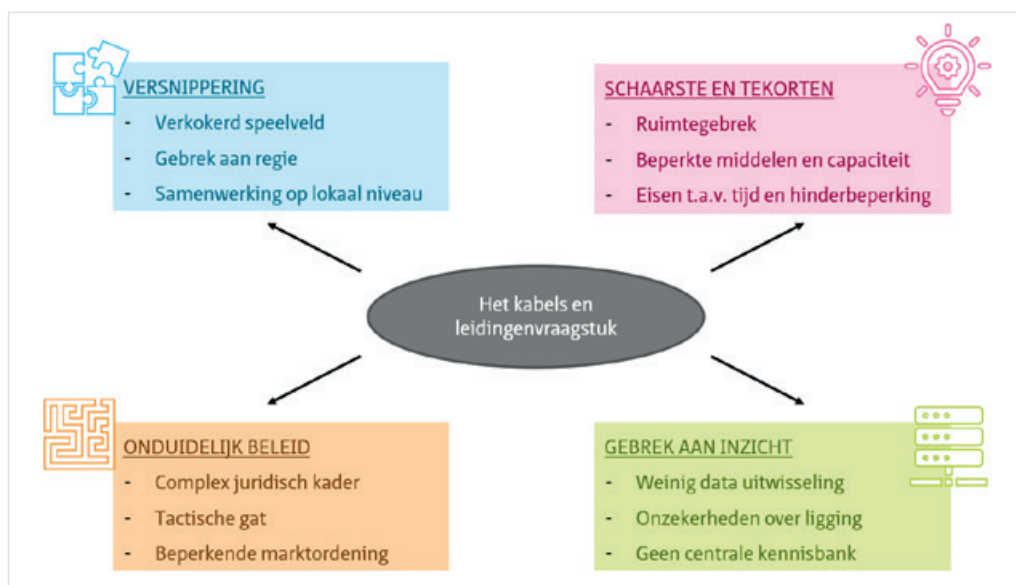 VERSNIPPERING
- Verkokerd speelveld
- Gebrek aan regie
- Samenwerking op lokaal niveau
SCHAARSTE EN TEKORTEN
- Ruimtegebrek
- Beperkte middelen en capaciteit
- Eisen t.a.v. tijd en hinderbeperking
Het kabels en
leidingenvraagstuk
ONDUIDELIJK BELEID
- Complex juridisch kader
- Tactische gat
- Beperkende marktordening
GEBREK AAN INZICHT
- Weinig data uitwisseling
- Onzekerheden over ligging
- Geen centrale kennisbank